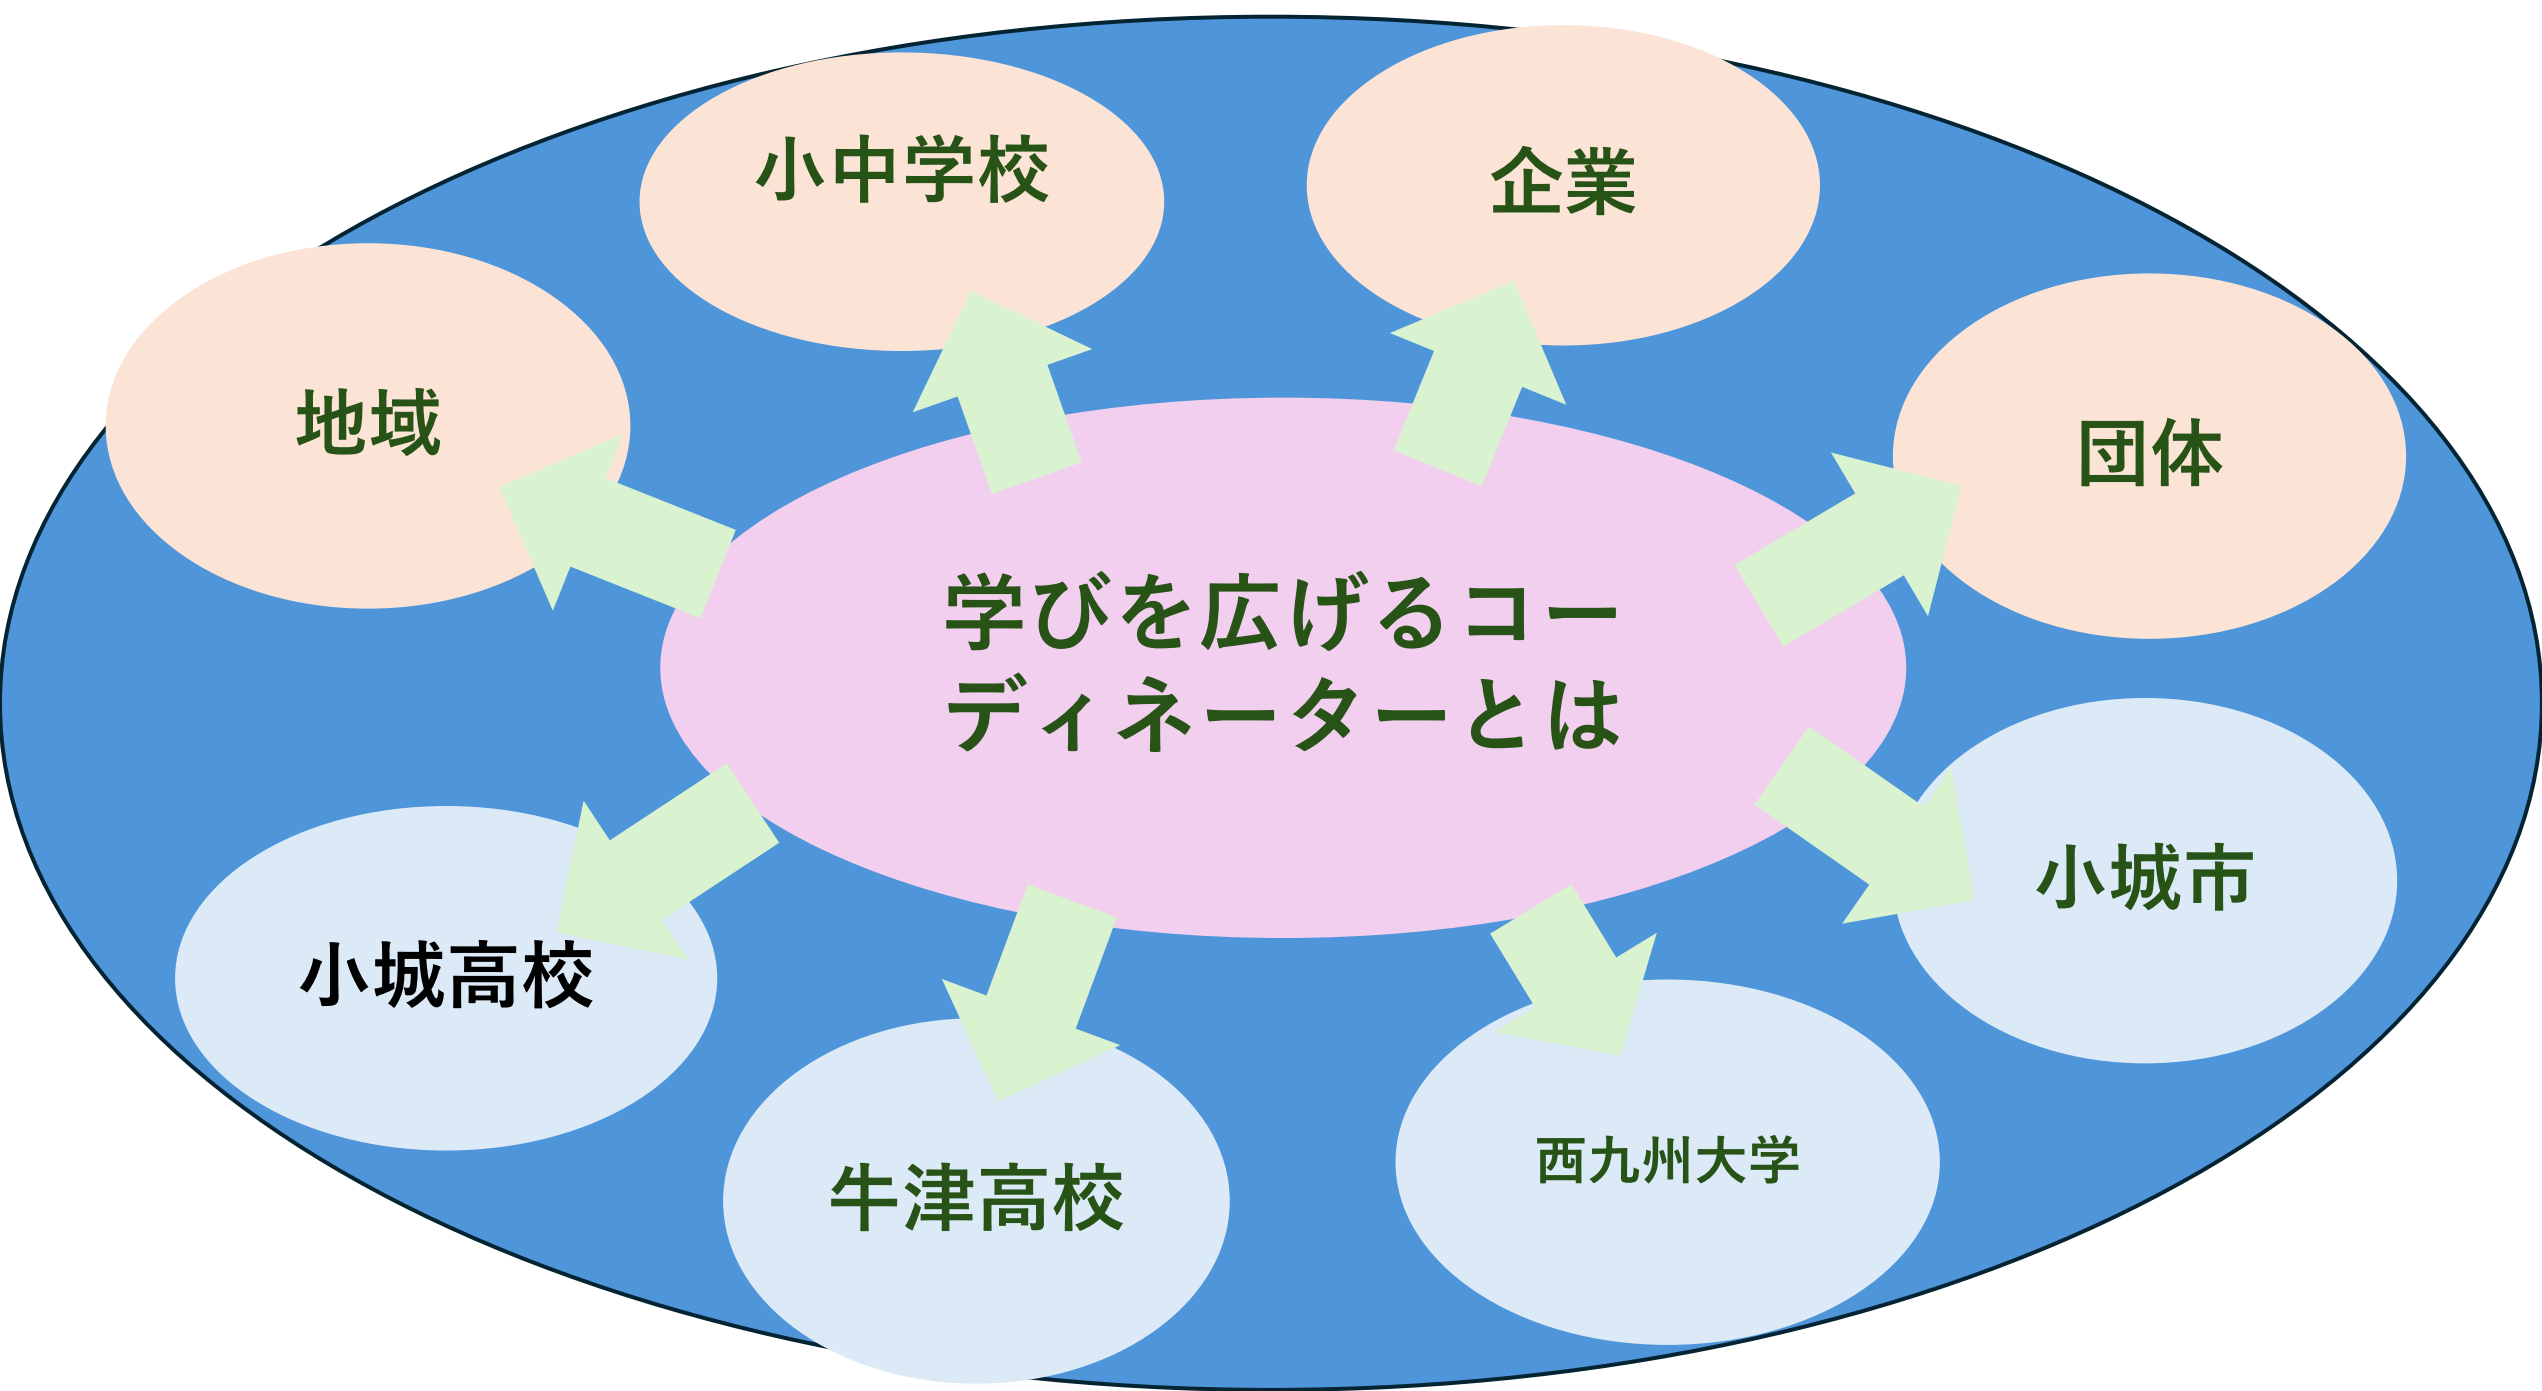 小中学校
企業
地域
団体
学びを広げるコー
ディネーターとは
小城市
小城高校
西九州大学
牛津高校